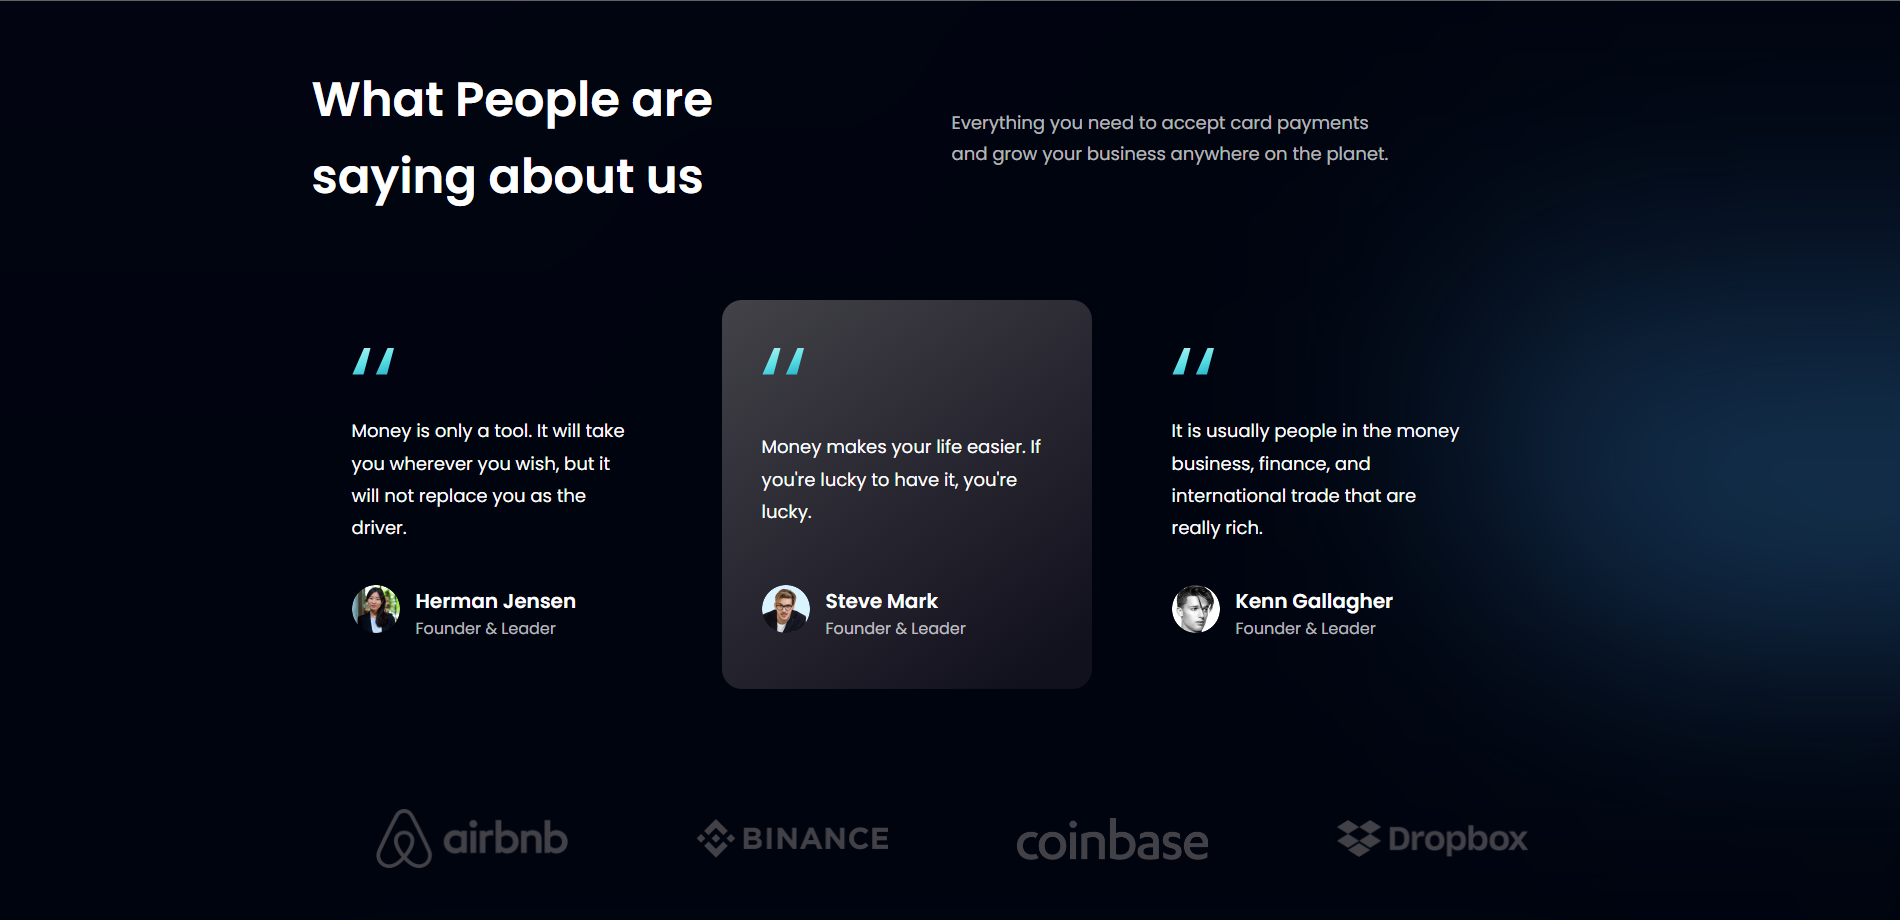 What People are
saying about us
Everything you need to accept card payments
and grow your business anywhere on the planet.
Money is only a tool. It will take
you wherever you wish, but it
will not replace you as the
driver.
Herman Jensen
Founder & Leader
Money makes your life easier. If
you're lucky to have it, you're
lucky.
Steve Mark
Founder & Leader
It is usually people in the money
business, finance, and
international trade that are
really rich.
Kenn Gallagher
Founder & Leader
airbnb
BINANCE
coinbase
Dropbox